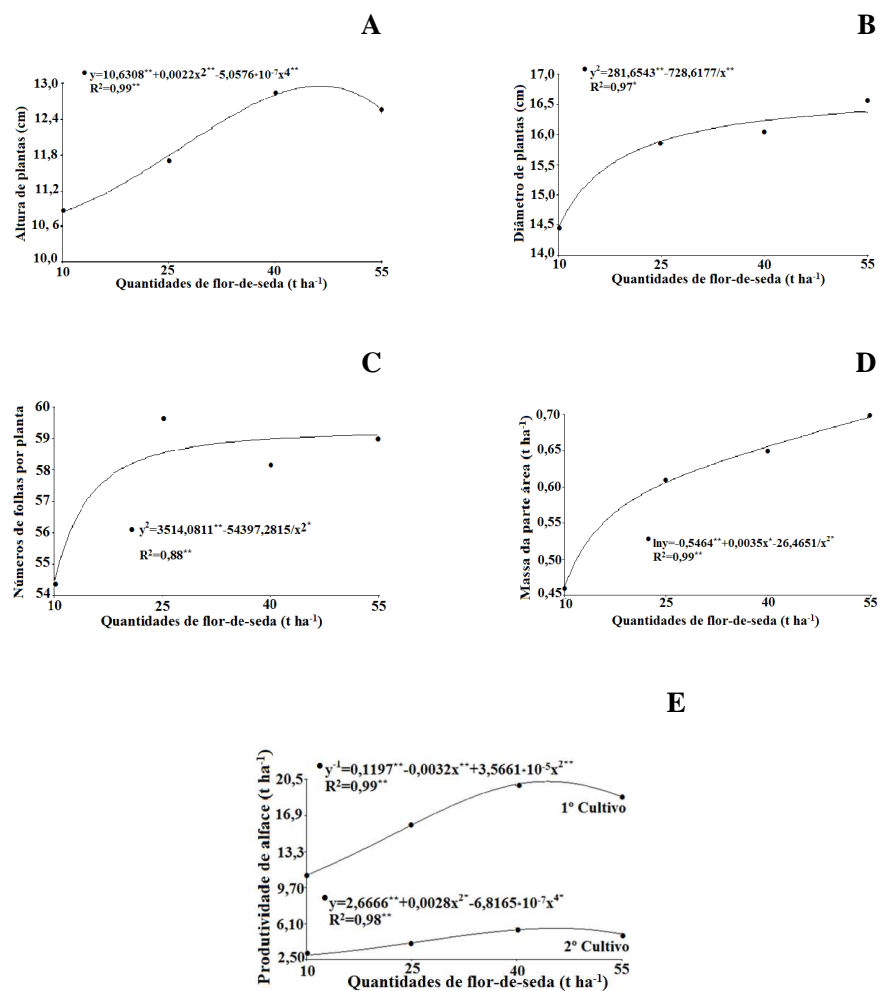 A
y=10,6308**+0,0022x2**-5,0576*10-7x4**
R2=0,99**
Altura de plantas (cm)
13,0
12,4
11,8
11,2
10,6
10,0
10
25
40
55
Quantidades de flor-de-seda (t ha-1)
B
y2=281,6543**-728,6177/x**
R2=0,97*
Diâmetro de plantas (cm)
17,0
16,5
16,0
15,5
15,0
14,5
14,0
10
25
40
55
Quantidades de flor-de-seda (t ha-1)
C
Números de folhas por planta
60
59
58
57
56
55
54
y2=3514,0811**-54397,2815/x2*
R2=0,88**
10
25
40
55
Quantidades de flor-de-seda (t ha-1)
D
Massa da parte área (t ha-1)
0,70
0,65
0,60
0,55
0,50
0,45
lny=-0,5464**+0,0035x*-26,4651/x2*
R2=0,99**
10
25
40
55
Quantidades de flor-de-seda (t ha-1)
E
y-1=0,1197**-0,0032x**+3,5661*10-5x2**
R2=0,99**
Produtividade de alface (t ha-1)
20,5
16,9
13,3
9,70
6,10
2,50
1º Cultivo
y=2,6666**+0,0028x2*-6,8165*10-7x4*
R2=0,98**
2º Cultivo
10
25
40
55
Quantidades de flor-de-seda (t ha-1)